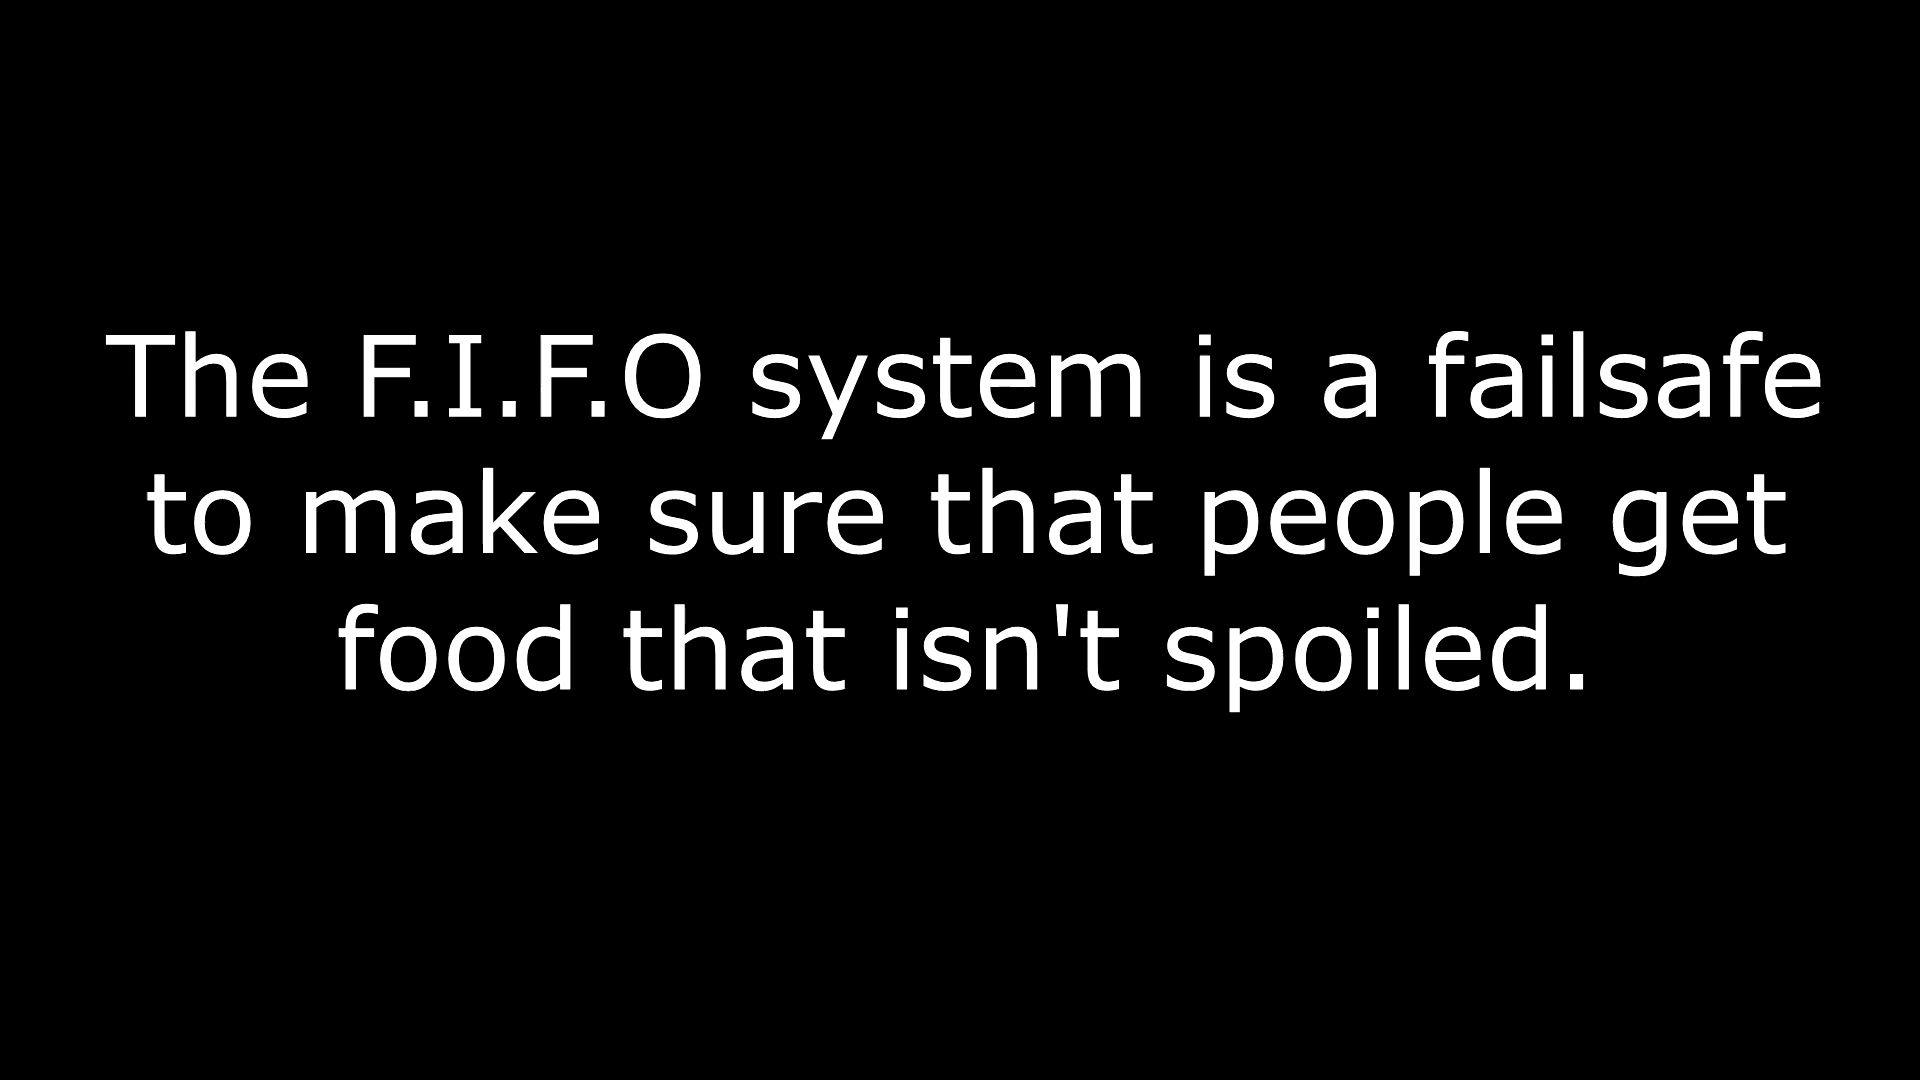 The F.I.F.O system is a failsafe
to make sure that people get
food that isn't spoiled.